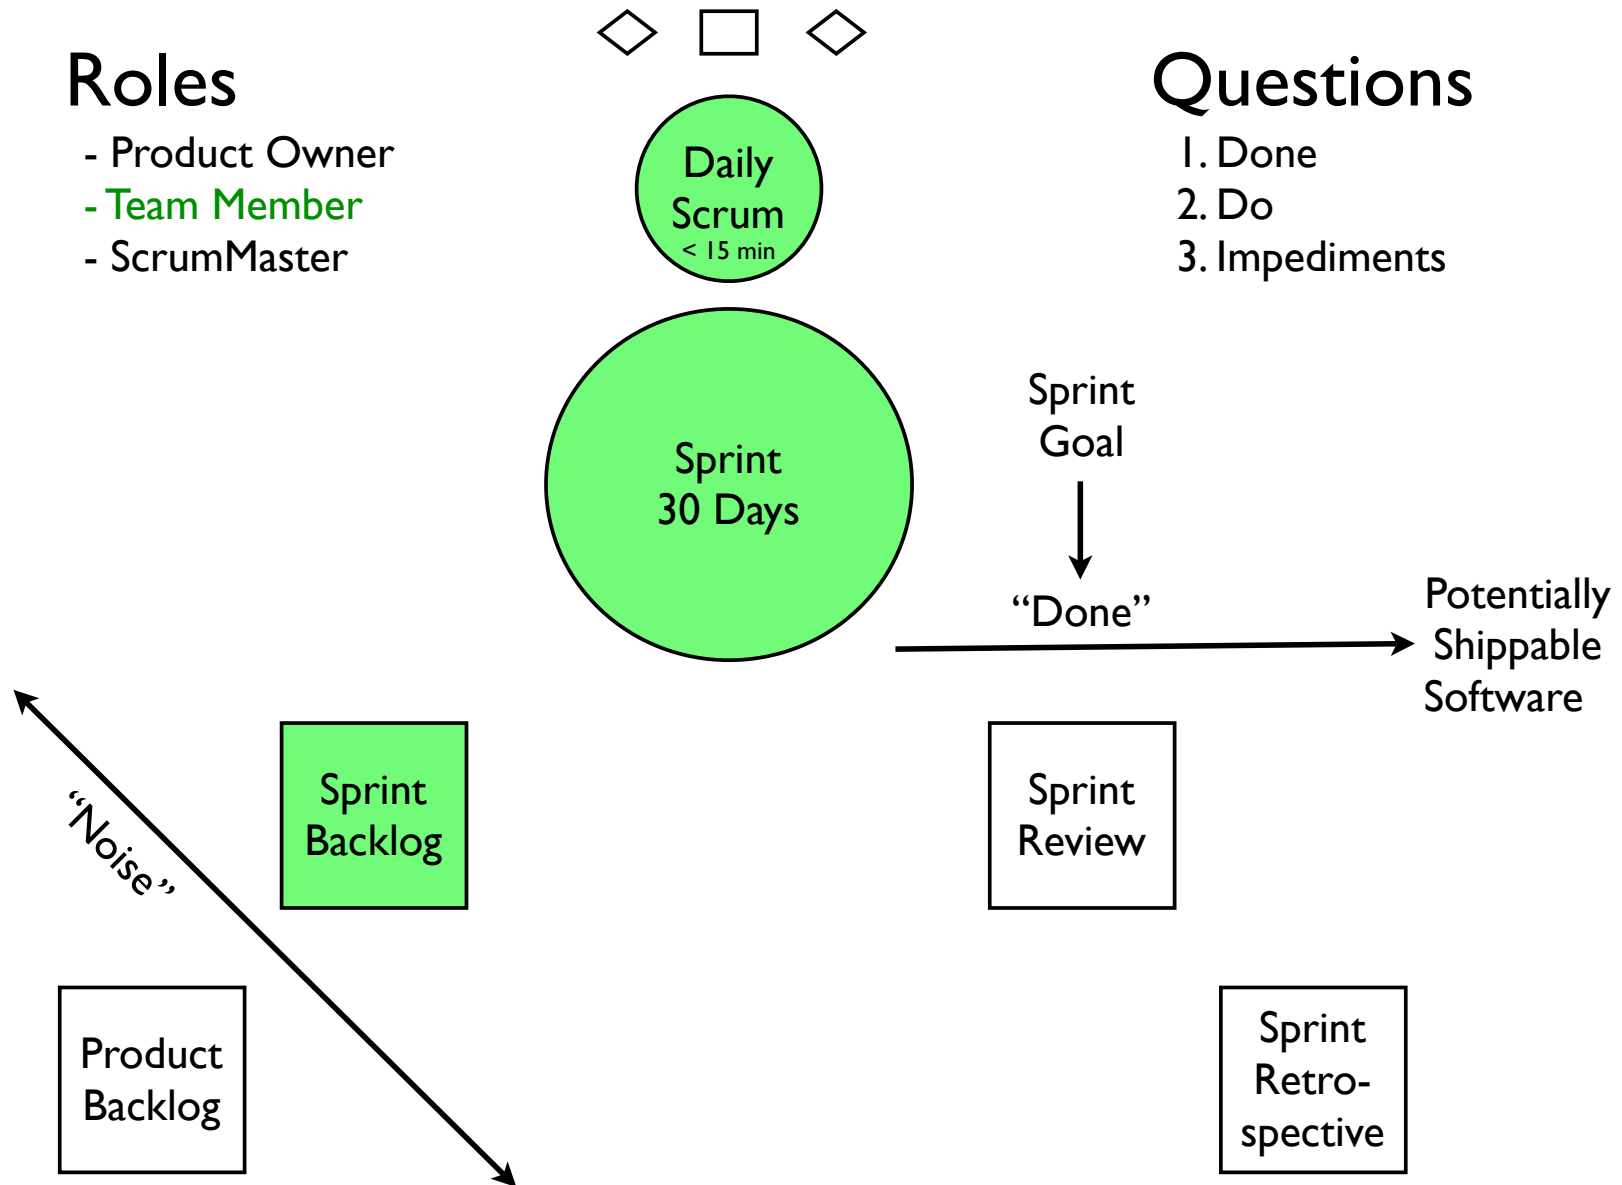 Roles
- Product Owner
- Team Member
- ScrumMaster
Daily
Scrum
< 15 min
Questions
1. Done
2. Do
3. Impediments
Sprint
30 Days
Sprint
Goal
“Done”
Potentially
Shippable
Software
“Noise”
Sprint
Backlog
Sprint
Review
Product
Backlog
Sprint
Retro-
spective